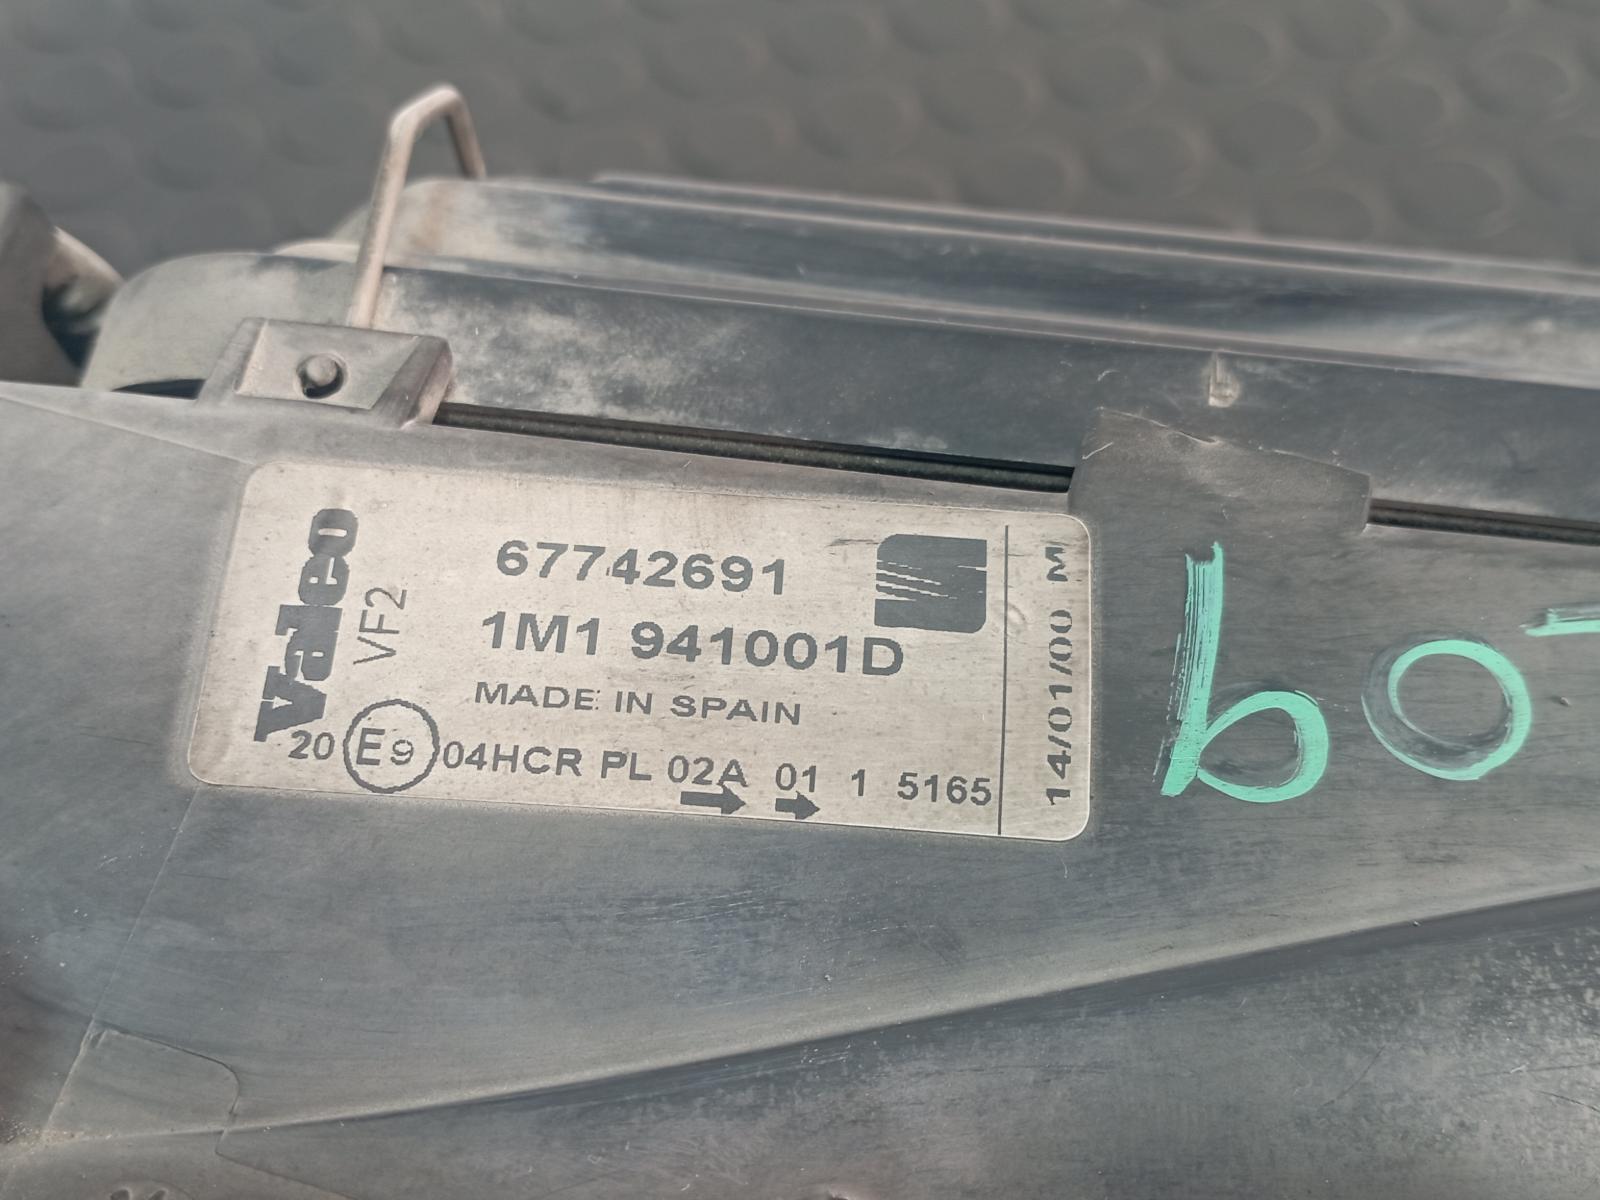 Valeo
VF2
67742691
1M1 941001D
MADE IN SPAIN
20 E9 04HCR PL 02A 01 1 5165
14/01/00 M
bo-